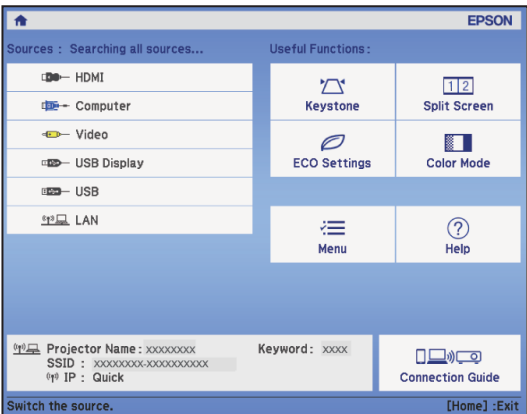 EPSON
Sources : Searching all sources...
HDMI
Computer
Video
USB Display
USB
LAN
Useful Functions :
Keystone
1 2
Split Screen
ECO Settings
Color Mode
Menu
?
Help
Projector Name : xxxxxxxx
Keyword : xxxx
SSID : xxxxxxxx-xxxxxxxxxx
IP : Quick
Connection Guide
Switch the source.
[Home] :Exit